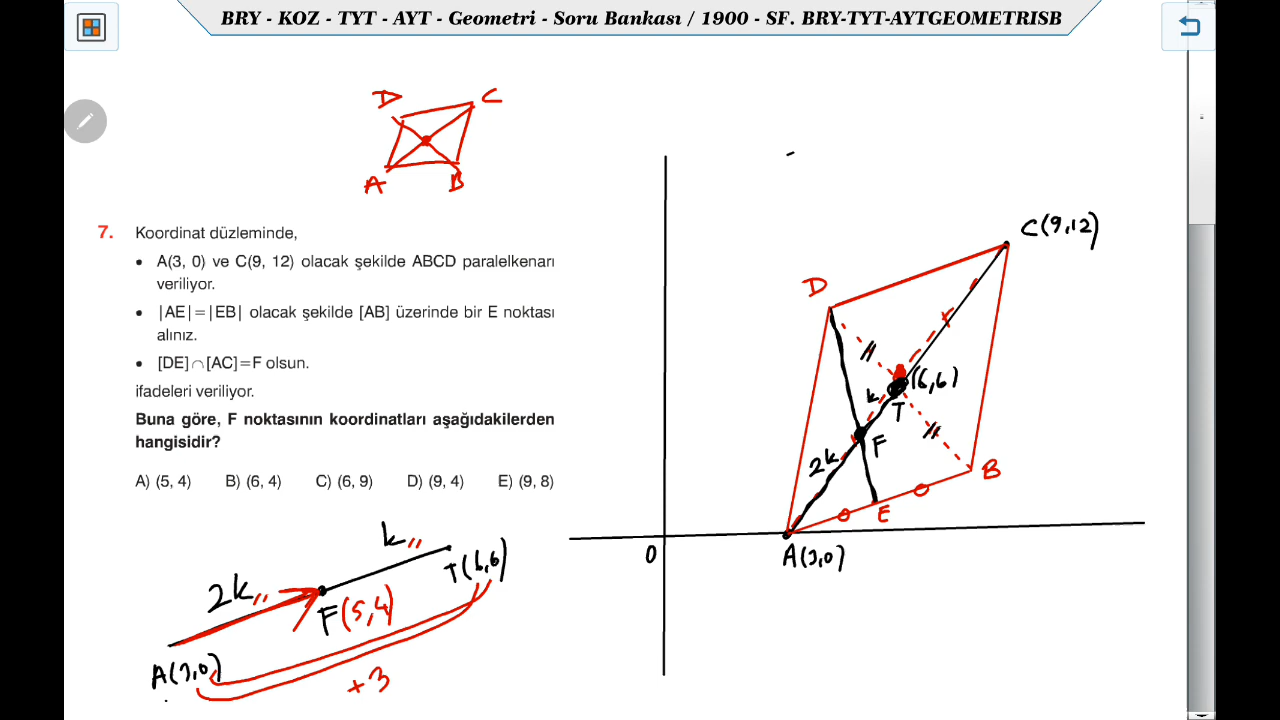 BRY - KOZ - TYT - AYT - Geometri - Soru Bankası / 1900 - SF. BRY-TYT-AYTGEOMETRISB
D C
A B
7. Koordinat düzleminde,
• A(3, 0) ve C(9, 12) olacak şekilde ABCD paralelkenarı
veriliyor.
• |AE|=|EB| olacak şekilde [AB] üzerinde bir E noktası
alınız.
• [DE]∩[AC]=F olsun.
ifadeleri veriliyor.
Buna göre, F noktasının koordinatları aşağıdakilerden
hangisidir?
A) (5, 4) B) (6, 4) C) (6, 9) D) (9, 4) E) (9, 8)
C(9,12)
D
(6,6)
k
T
F
2k
B
E
0
A(3,0)
k,,
T(6,6)
2k,,
F(5,4)
A(3,0)
+3